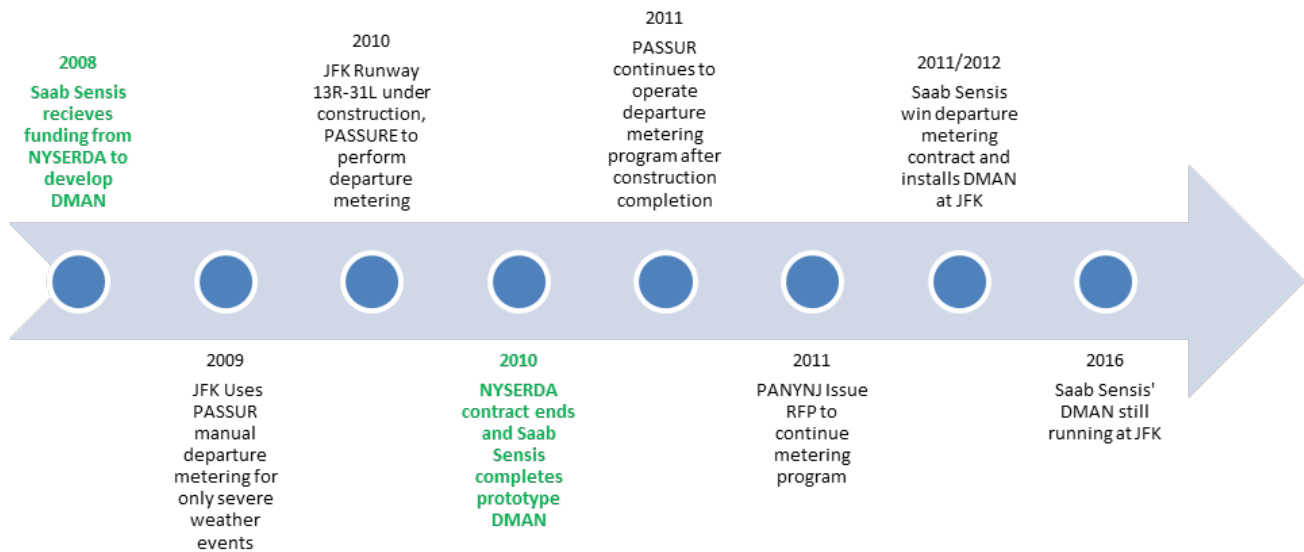 2008
Saab Sensis
recieves
funding from
NYSERDA to
develop
DMAN
2009
JFK Uses
PASSUR
manual
departure
metering for
only severe
weather
events
2010
JFK Runway
13R-31L under
construction,
PASSURE to
perform
departure
metering
2010
NYSERDA
contract ends
and Saab
Sensis
completes
prototype
DMAN
2011
PASSUR
continues to
operate
departure
metering
program after
construction
completion
2011
PANYNJ Issue
RFP to
continue
metering
program
2011/2012
Saab Sensis
win departure
metering
contract and
installs DMAN
at JFK
2016
Saab Sensis'
DMAN still
running at JFK